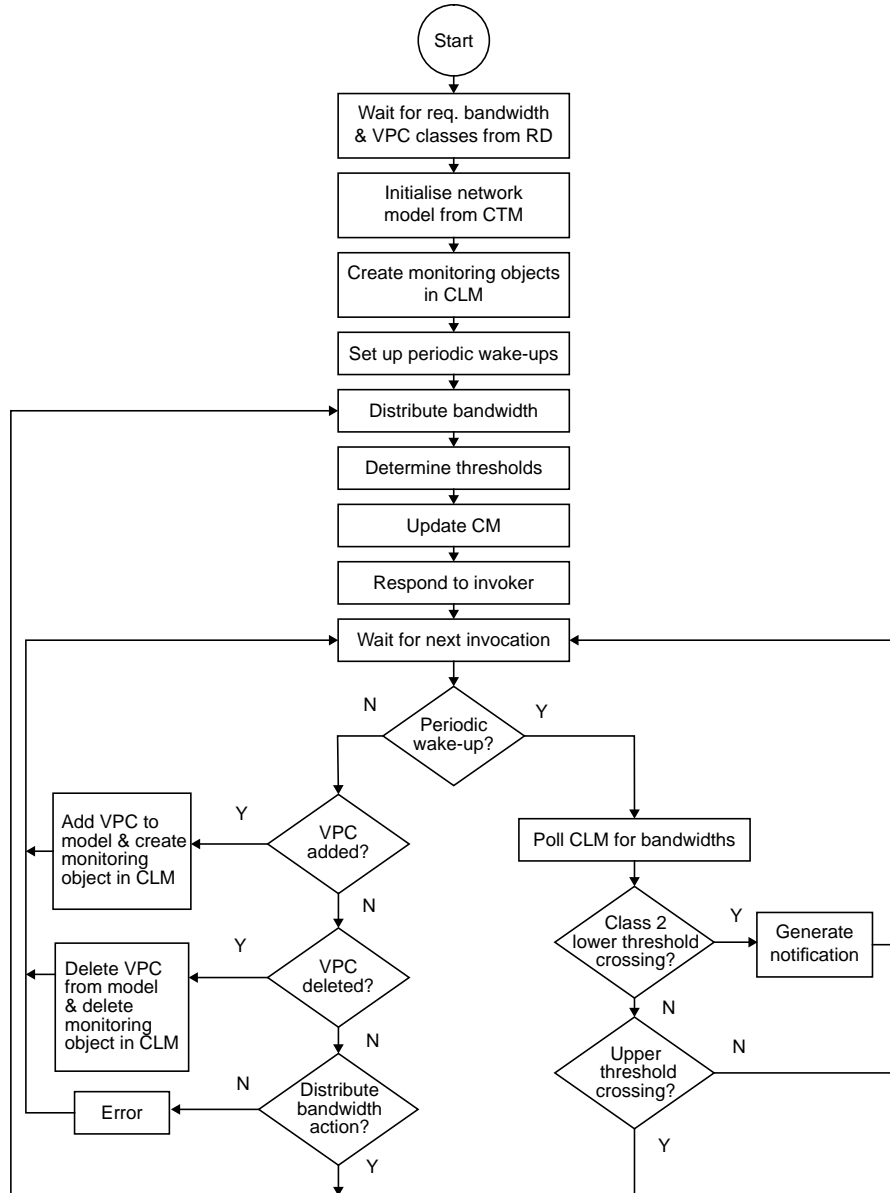 Start
Wait for req. bandwidth
& VPC classes from RD
Initialise network
model from CTM
Create monitoring objects
in CLM
Set up periodic wake-ups
Distribute bandwidth
Determine thresholds
Update CM
Respond to invoker
Wait for next invocation
N
Periodic
wake-up?
Y
Add VPC to
model & create
monitoring
object in CLM
Y
VPC
added?
N
Poll CLM for bandwidths
Class 2
lower threshold
crossing?
Y
Generate
notification
N
Delete VPC
from model
& delete
monitoring
object in CLM
Y
VPC
deleted?
N
Upper
threshold
crossing?
N
Y
Error
N
Distribute
bandwidth
action?
Y